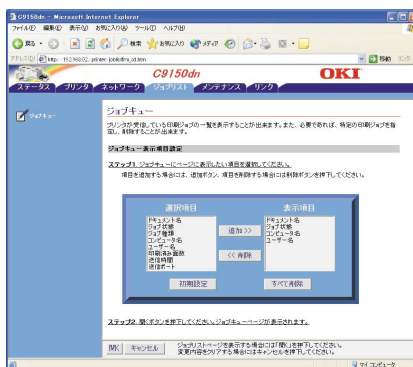 C9150dn - Microsoft Internet Explorer
ファイル(F) 編集(E) 表示(V) お気に入り(A) ツール(T) ヘルプ(H)
戻る 検索 お気に入り メディア
アドレス(D) 移動 リンク
C9150dn OKI
ステータス プリンタ ネットワーク ジョブリスト メンテナンス リンク
ジョブキュー
ジョブキュー
プリンタが受信している印刷ジョブの一覧を表示することが出来ます。また、必要であれば、特定の印刷ジョブを指
定し、削除することが出来ます。
ジョブキュー表示項目設定
ステップ1. ジョブキューにページに表示したい項目を選択してください。
項目を追加する場合には、追加ボタン、項目を削除する場合には削除ボタンを押下してください。
選択項目 表示項目
ドキュメント名
ジョブ状態
ジョブ種類
コンピュータ名
ユーザー名
印刷済み面数
送信時間
送信ポート
追加 >>
<< 削除
ドキュメント名
ジョブ状態
コンピュータ名
ユーザー名
初期設定 すべて削除
ステップ2. 開くボタンを押下してください。ジョブキューページが表示されます。
開く キャンセル
ジョブリストページを表示する場合には「開く」を押下してください。
変更内容をクリアする場合にはキャンセルを押下してください。
マイ コンピュータ